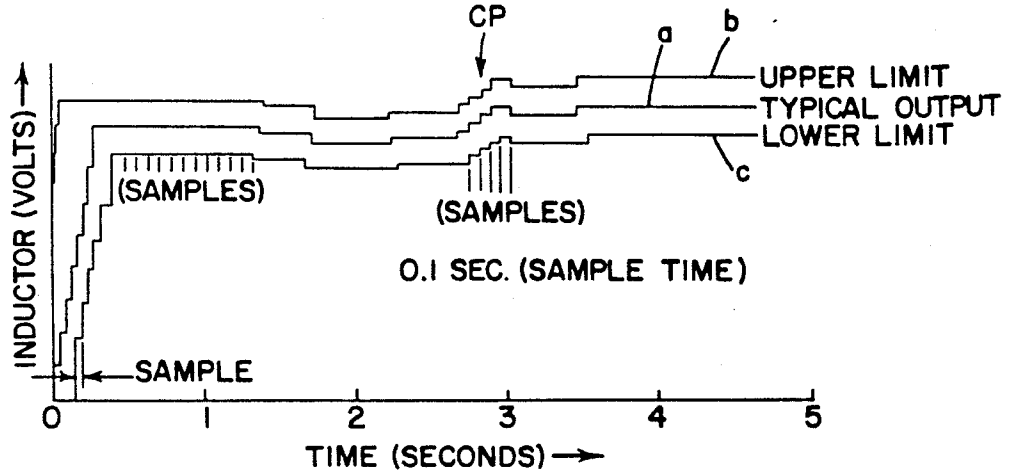 CP
a
b
UPPER LIMIT
TYPICAL OUTPUT
LOWER LIMIT
c
(SAMPLES)
(SAMPLES)
0.1 SEC. (SAMPLE TIME)
INDUCTOR (VOLTS)
SAMPLE
0 1 2 3 4 5
TIME (SECONDS)